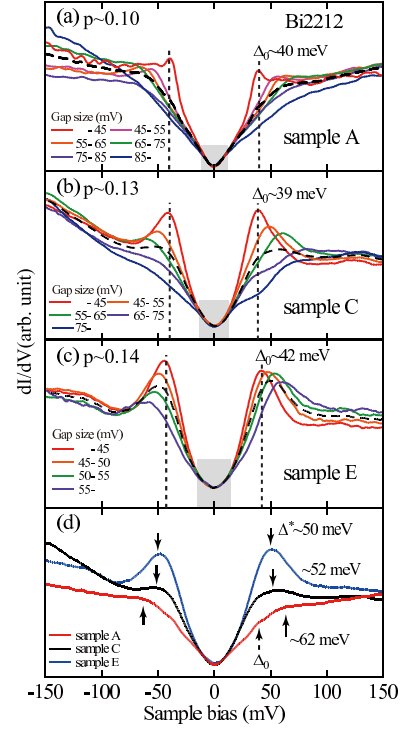 (a) p~0.10 Bi2212
Δ₀~40 meV
Gap size (mV)
- 45 45- 55
55- 65 65- 75
75- 85 85-
sample A
(b) p~0.13
Δ₀~39 meV
Gap size (mV)
- 45 45- 55
55- 65 65- 75
75-
sample C
(c) p~0.14
Δ₀~42 meV
Gap size (mV)
- 45
45- 50
50- 55
55-
sample E
(d)
Δ*~50 meV
~52 meV
~62 meV
Δ₀
sample A
sample C
sample E
dI/dV(arb. unit)
-150 -100 -50 0 50 100 150
Sample bias (mV)